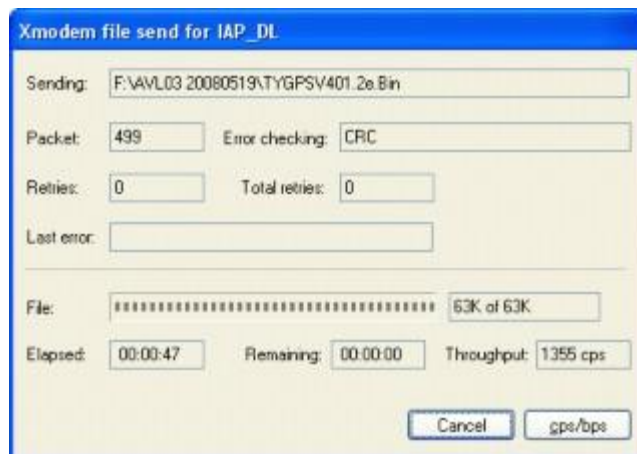 Xmodem file send for IAP_DL
Sending: F:\AVL03 20080519\TYGPSV401.2e.Bin
Packet: 499 Error checking: CRC
Retries: 0 Total retries: 0
Last error:
File: 63K of 63K
Elapsed: 00:00:47 Remaining: 00:00:00 Throughput: 1355 cps
Cancel cps/bps